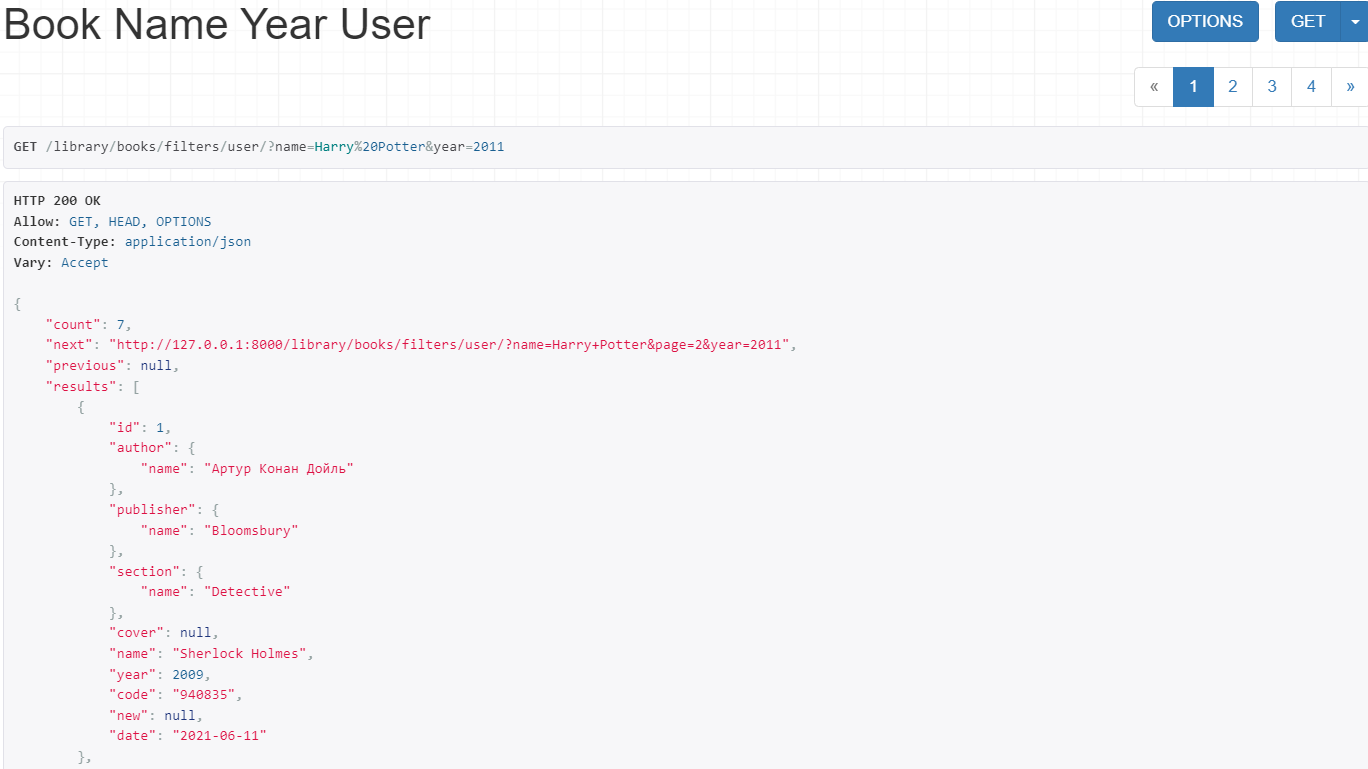 Book Name Year User
OPTIONS
GET
« 1 2 3 4 »
GET /library/books/filters/user/?name=Harry%20Potter&year=2011
HTTP 200 OK
Allow: GET, HEAD, OPTIONS
Content-Type: application/json
Vary: Accept
{
    "count": 7,
    "next": "http://127.0.0.1:8000/library/books/filters/user/?name=Harry+Potter&page=2&year=2011",
    "previous": null,
    "results": [
        {
            "id": 1,
            "author": {
                "name": "Артур Конан Дойль"
            },
            "publisher": {
                "name": "Bloomsbury"
            },
            "section": {
                "name": "Detective"
            },
            "cover": null,
            "name": "Sherlock Holmes",
            "year": 2009,
            "code": "940835",
            "new": null,
            "date": "2021-06-11"
        },